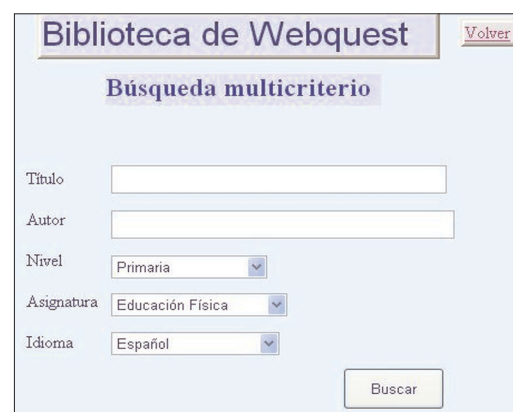 Biblioteca de Webquest
Volver
Búsqueda multicriterio
Título
Autor
Nivel Primaria
Asignatura Educación Física
Idioma Español
Buscar